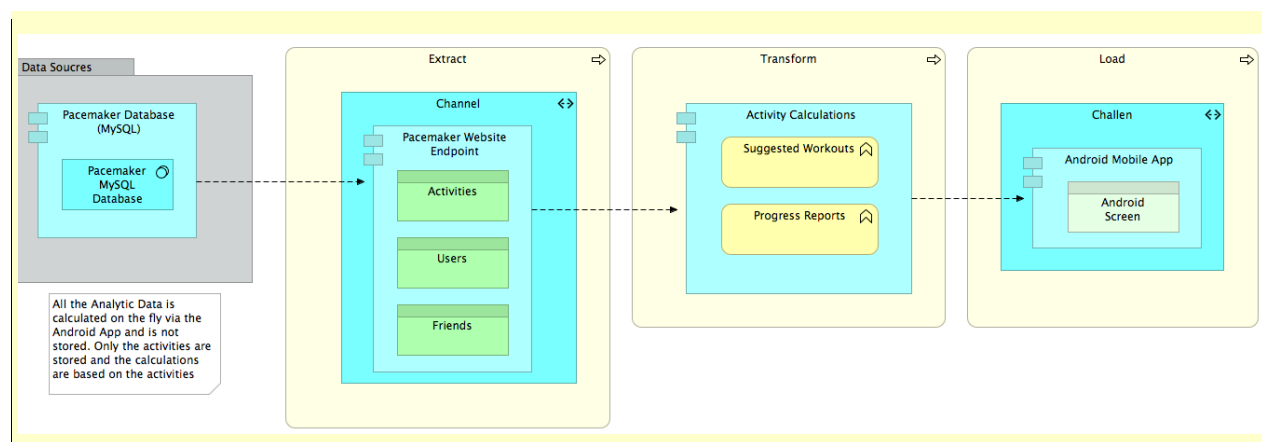 Data Soucres
Pacemaker Database
(MySQL)
Pacemaker
MySQL
Database
All the Analytic Data is
calculated on the fly via the
Android App and is not
stored. Only the activities are
stored and the calculations
are based on the activities
Extract
Channel
Pacemaker Website
Endpoint
Activities
Users
Friends
Transform
Activity Calculations
Suggested Workouts
Progress Reports
Load
Challen
Android Mobile App
Android
Screen